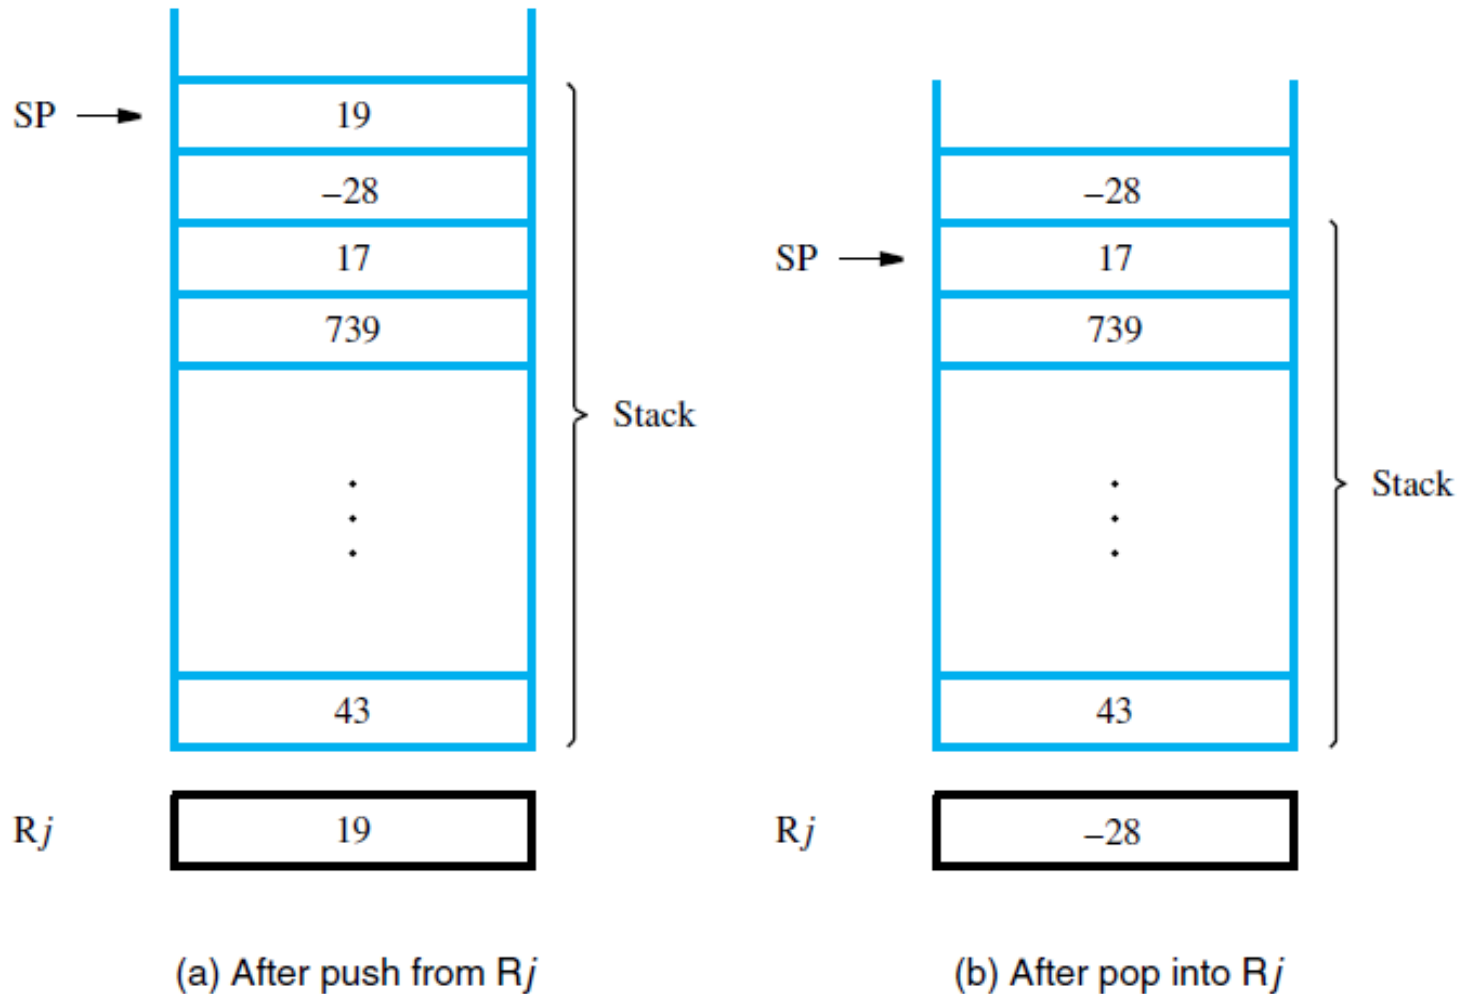 SP
19
–28
17
739
Stack
43
Rj
19
(a) After push from Rj
SP
–28
17
739
Stack
43
Rj
–28
(b) After pop into Rj